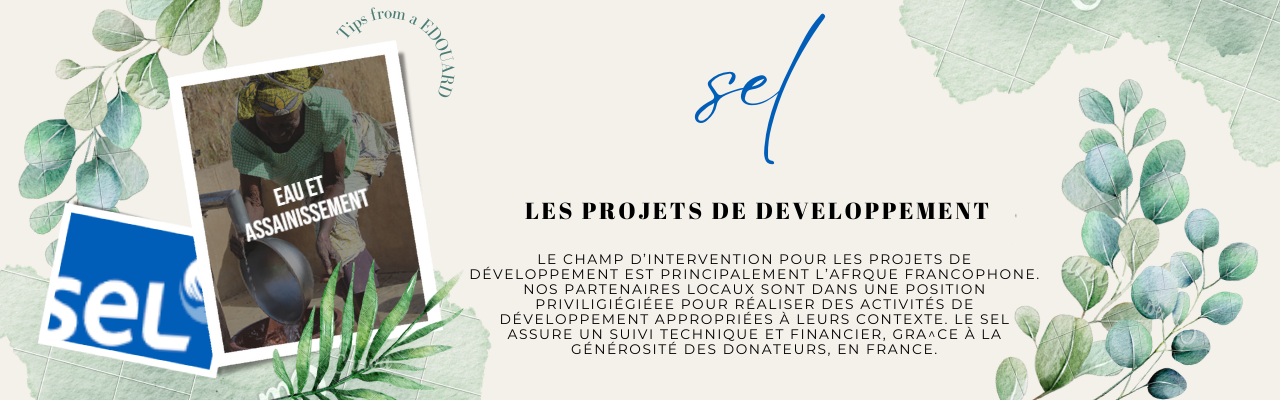 Tips from a EDOUARD
sel
EAU ET
ASSAINISSEMENT
SEL
LES PROJETS DE DEVELOPPEMENT
LE CHAMP D'INTERVENTION POUR LES PROJETS DE
DÉVELOPPEMENT EST PRINCIPALEMENT L'AFRQUE FRANCOPHONE.
NOS PARTENAIRES LOCAUX SONT DANS UNE POSITION
PRIVILIGIÉGIÉEE POUR RÉALISER DES ACTIVITÉS DE
DÉVELOPPEMENT APPROPRIÉES À LEURS CONTEXTE. LE SEL
ASSURE UN SUIVI TECHNIQUE ET FINANCIER, GRA^CE À LA
GÉNÉROSITÉ DES DONATEURS, EN FRANCE.